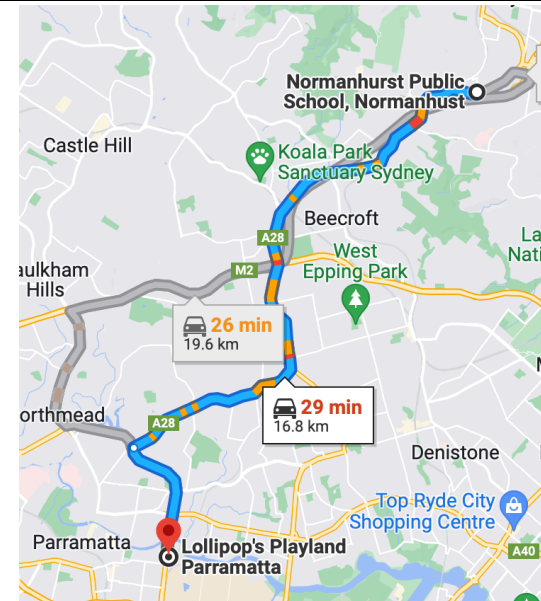 Normanhurst Public
School, Normanhust
Castle Hill
Koala Park
Sanctuary Sydney
Beecroft
A28
West
Epping Park
La
Nati
M2
aulkham
Hills
26 min
19.6 km
29 min
16.8 km
orthmead
A28
Denistone
Top Ryde City
Shopping Centre
Parramatta
Lollipop's Playland
Parramatta
A40